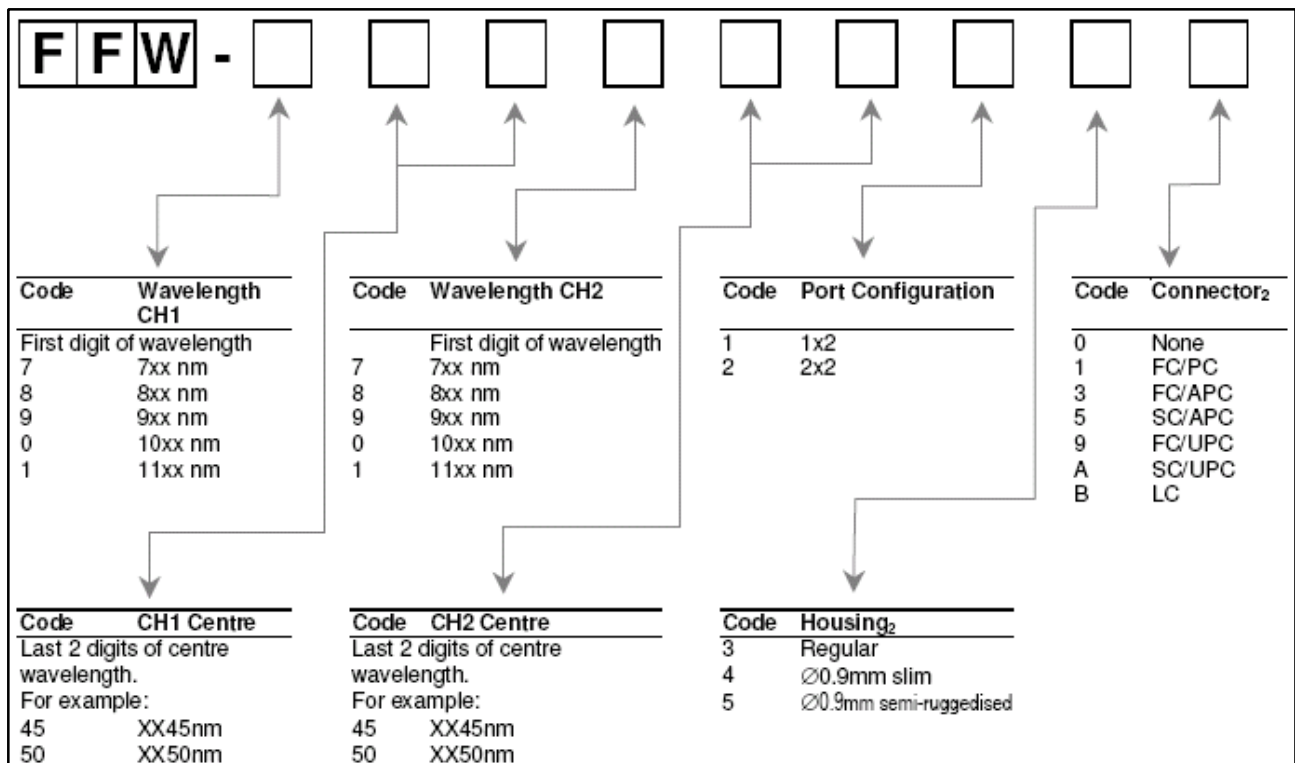 FFW -
Code Wavelength CH1
First digit of wavelength
7 7xx nm
8 8xx nm
9 9xx nm
0 10xx nm
1 11xx nm
Code Wavelength CH2
First digit of wavelength
7 7xx nm
8 8xx nm
9 9xx nm
0 10xx nm
1 11xx nm
Code Port Configuration
1 1x2
2 2x2
Code Connector₂
0 None
1 FC/PC
3 FC/APC
5 SC/APC
9 FC/UPC
A SC/UPC
B LC
Code CH1 Centre
Last 2 digits of centre
wavelength.
For example:
45 XX45nm
50 XX50nm
Code CH2 Centre
Last 2 digits of centre
wavelength.
For example:
45 XX45nm
50 XX50nm
Code Housing₂
3 Regular
4 ∅0.9mm slim
5 ∅0.9mm semi-ruggedised